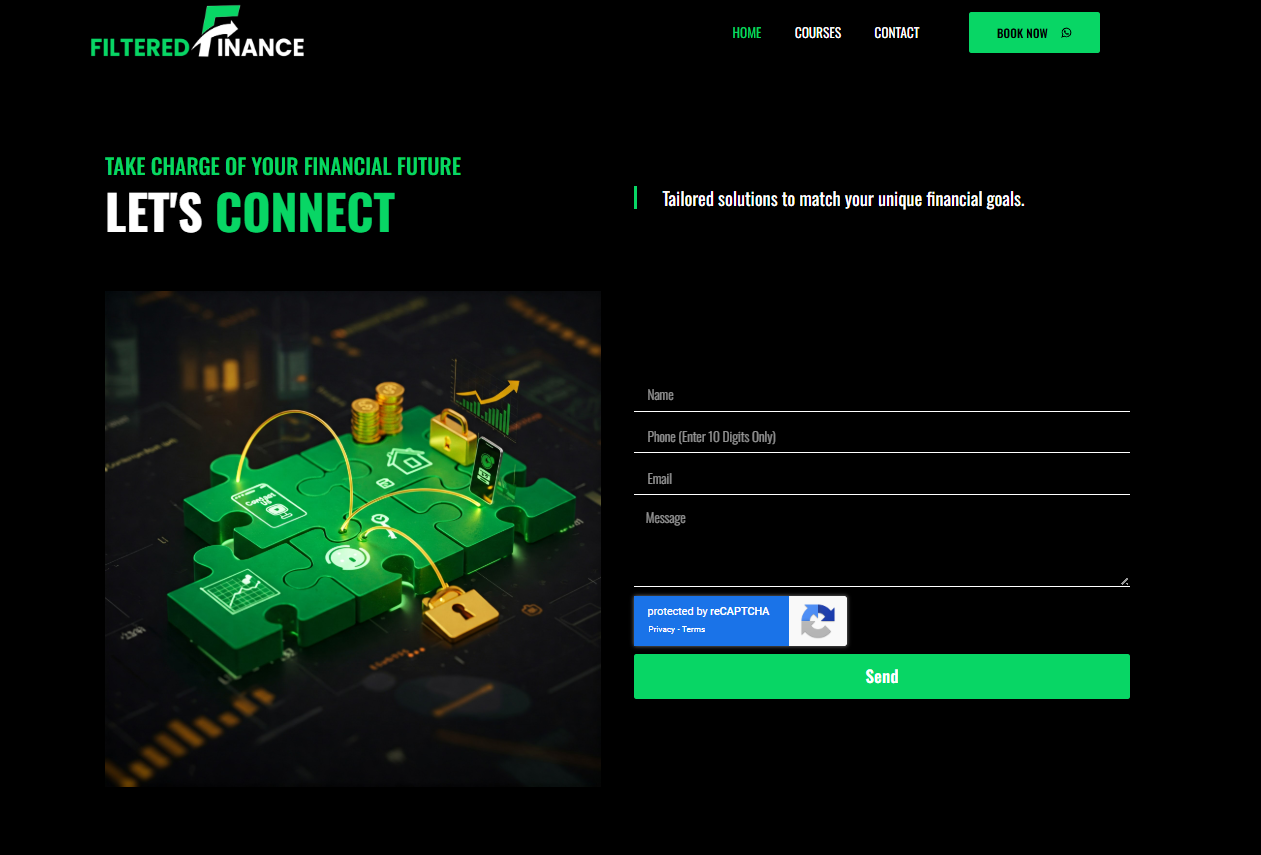 FILTERED FINANCE
HOME
COURSES
CONTACT
BOOK NOW
TAKE CHARGE OF YOUR FINANCIAL FUTURE
LET'S CONNECT
Tailored solutions to match your unique financial goals.
Contact
US
Name
Phone (Enter 10 Digits Only)
Email
Message
protected by reCAPTCHA
Privacy - Terms
Send